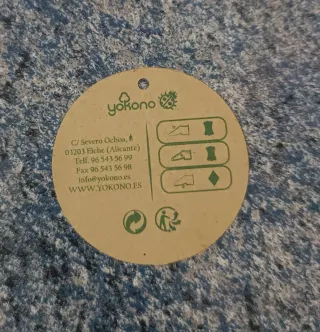 yokono
C/ Severo Ochoa, 8
03203 Elche (Alicante)
Telf. 96 543 56 99
Fax 96 543 56 98
info@yokono.es
WWW.YOKONO.ES